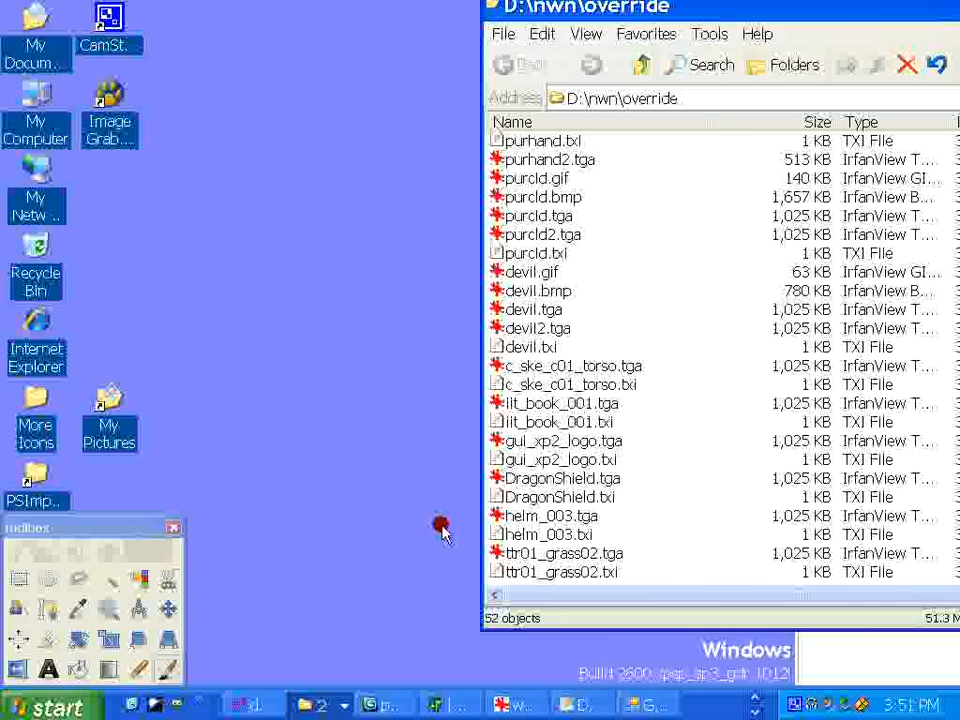 My
Docum...
CamSt...
My
Computer
Image
Grab....
My
Netw ...
Recycle
Bin
Internet
Explorer
More
Icons
My
Pictures
PSImp...
D:\nwn\override
File Edit View Favorites Tools Help
Back Search Folders
Address D:\nwn\override
Name Size Type
purhand.txi 1 KB TXI File
purhand2.tga 513 KB IrfanView T....
purcld.gif 140 KB IrfanView GI...
purcld.bmp 1,657 KB IrfanView B...
purcld.tga 1,025 KB IrfanView T....
purcld2.tga 1,025 KB IrfanView T....
purcld.txi 1 KB TXI File
devil.gif 63 KB IrfanView GI...
devil.bmp 780 KB IrfanView B...
devil.tga 1,025 KB IrfanView T....
devil2.tga 1,025 KB IrfanView T....
devil.txi 1 KB TXI File
c_ske_c01_torso.tga 1,025 KB IrfanView T....
c_ske_c01_torso.txi 1 KB TXI File
iit_book_001.tga 1,025 KB IrfanView T....
iit_book_001.txi 1 KB TXI File
gui_xp2_logo.tga 1,025 KB IrfanView T....
gui_xp2_logo.txi 1 KB TXI File
DragonShield.tga 1,025 KB IrfanView T....
DragonShield.txi 1 KB TXI File
helm_003.tga 1,025 KB IrfanView T....
helm_003.txi 1 KB TXI File
ttr01_grass02.tga 1,025 KB IrfanView T....
ttr01_grass02.txi 1 KB TXI File
52 objects 51.3 M
Windows
Build 2600.
start 2 3:51 PM